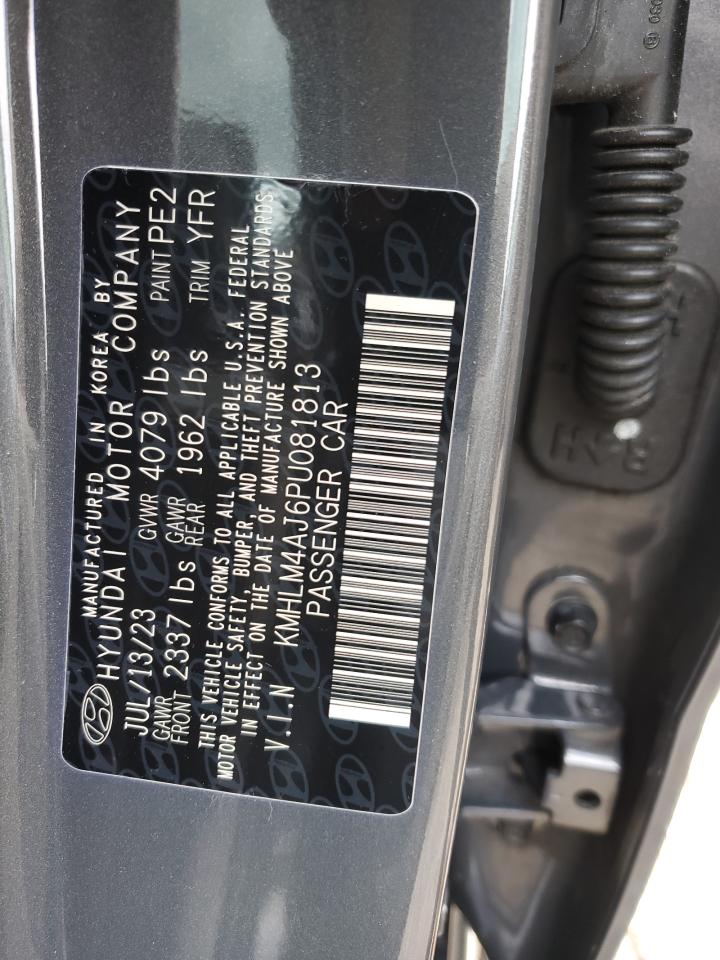 MANUFACTURED IN KOREA BY
HYUNDAI MOTOR COMPANY
JUL/13/23 GVWR 4079 lbs PAINT PE2
GAWR FRONT 2337 lbs GAWR REAR 1962 lbs TRIM YFR
THIS VEHICLE CONFORMS TO ALL APPLICABLE U.S.A. FEDERAL
MOTOR VEHICLE SAFETY, BUMPER, AND THEFT PREVENTION STANDARDS
IN EFFECT ON THE DATE OF MANUFACTURE SHOWN ABOVE
V.I.N KMHLM4AJ6PU081813
PASSENGER CAR